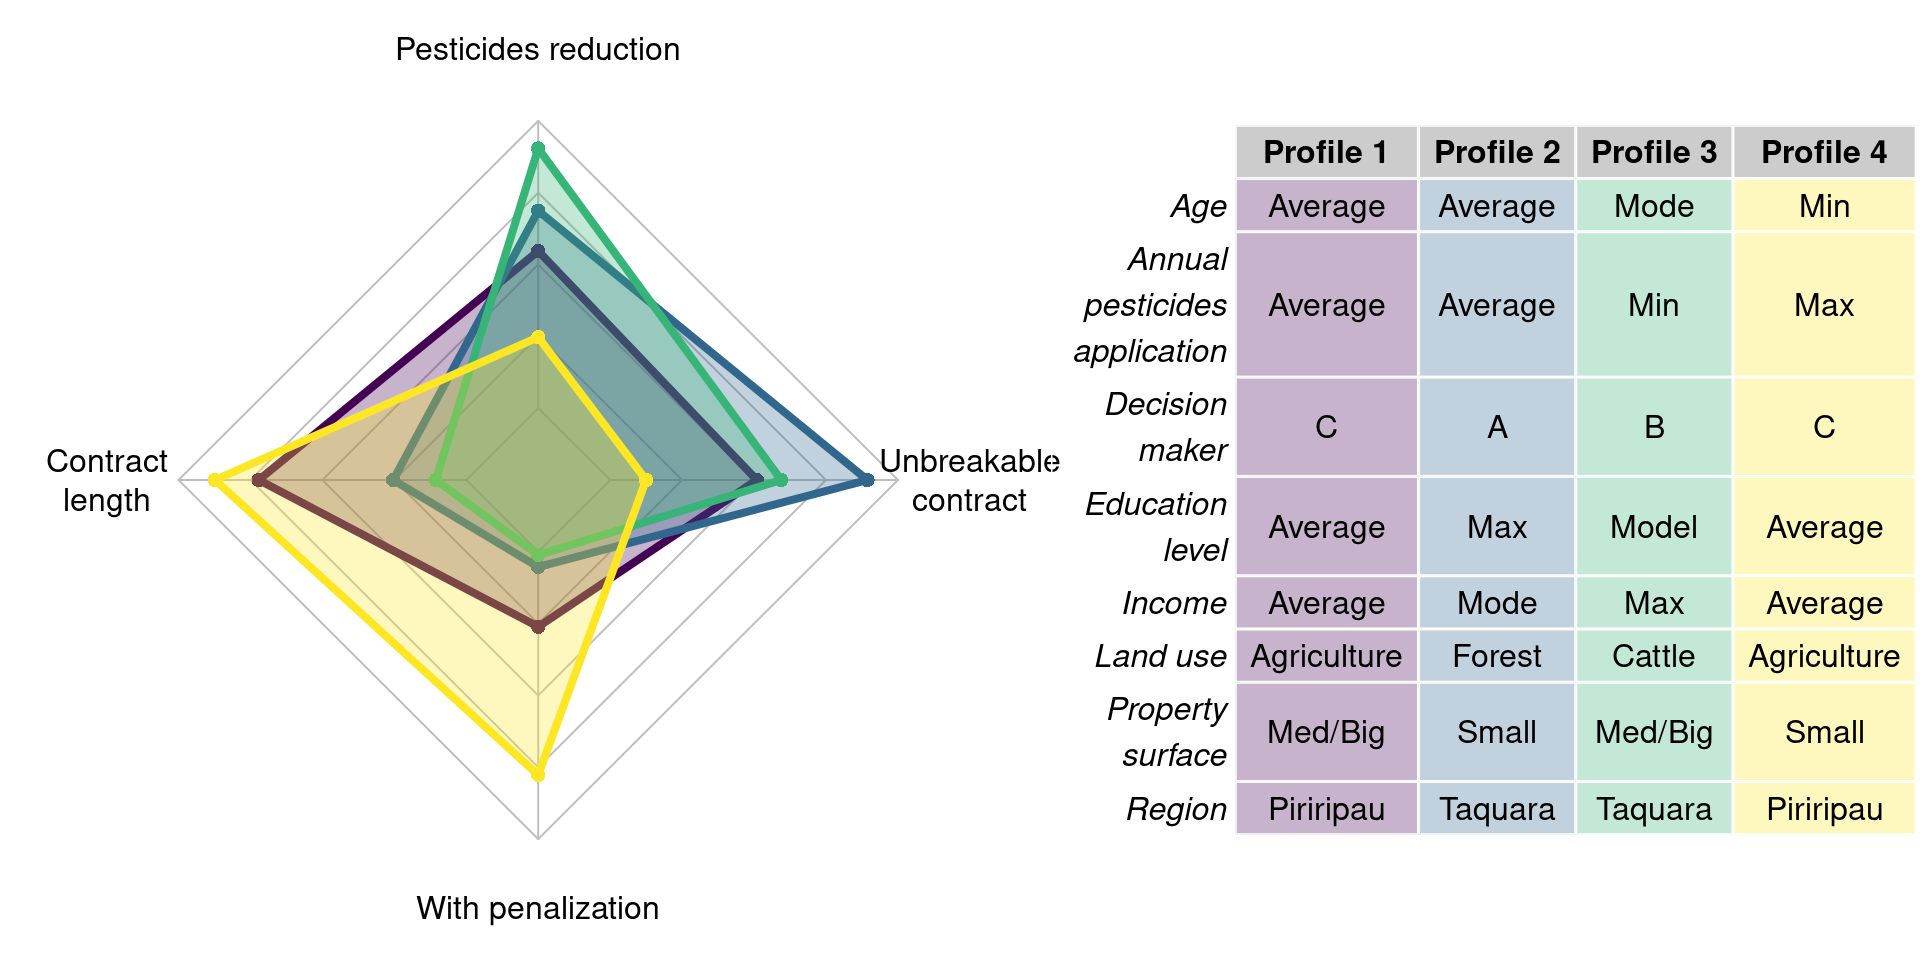 Pesticides reduction
Contract
length
Unbreakable
contract
With penalization
Profile 1 Profile 2 Profile 3 Profile 4
Age Average Average Mode Min
Annual
pesticides
application
Average Average Min Max
Decision
maker
C A B C
Education
level
Average Max Model Average
Income Average Mode Max Average
Land use Agriculture Forest Cattle Agriculture
Property
surface
Med/Big Small Med/Big Small
Region Piriripau Taquara Taquara Piriripau